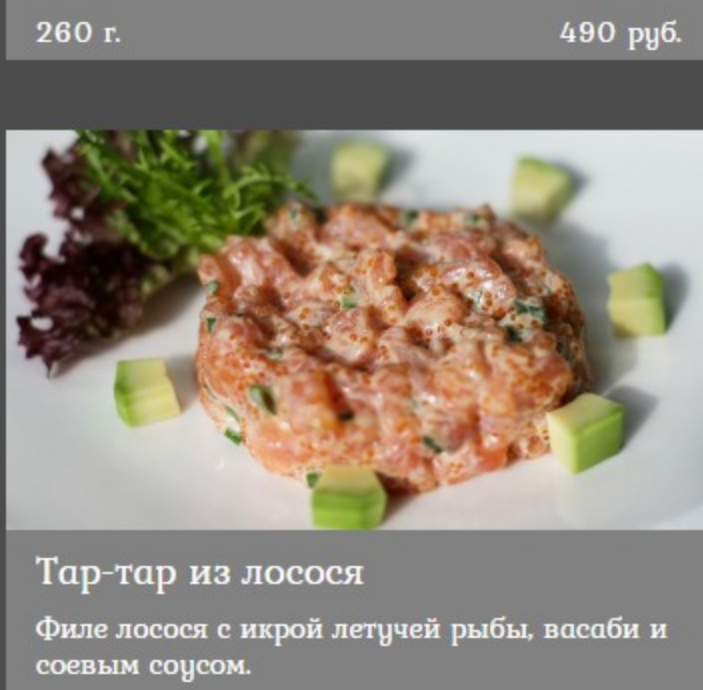 260 г. 490 руб.
Тар-тар из лосося
Филе лосося с икрой летучей рыбы, васаби и
соевым соусом.